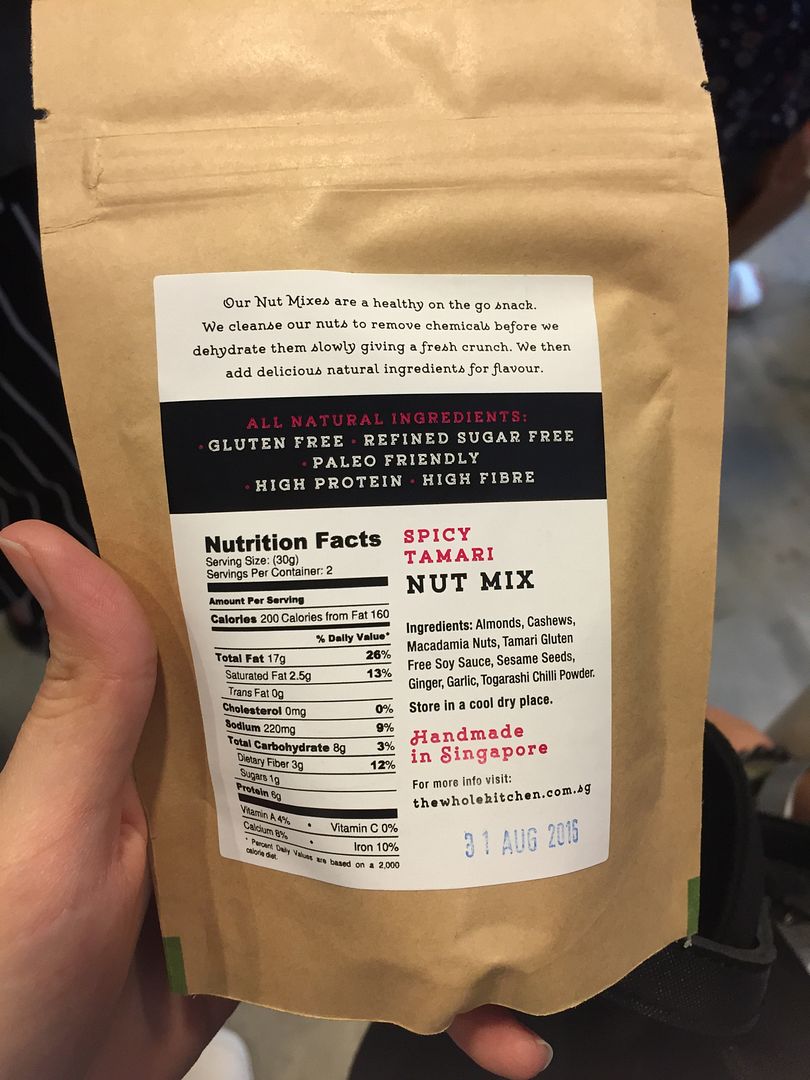 Our Nut Mixes are a healthy on the go snack.
We cleanse our nuts to remove chemicals before we
dehydrate them slowly giving a fresh crunch. We then
add delicious natural ingredients for flavour.
ALL NATURAL INGREDIENTS:
• GLUTEN FREE • REFINED SUGAR FREE
• PALEO FRIENDLY
• HIGH PROTEIN • HIGH FIBRE
Nutrition Facts
Serving Size: (30g)
Servings Per Container: 2
Amount Per Serving
Calories 200 Calories from Fat 160
% Daily Value*
Total Fat 17g 26%
Saturated Fat 2.5g 13%
Trans Fat 0g
Cholesterol 0mg 0%
Sodium 220mg 9%
Total Carbohydrate 8g 3%
Dietary Fiber 3g 12%
Sugars 1g
Protein 6g
Vitamin A 4% • Vitamin C 0%
Calcium 8% • Iron 10%
* Percent Daily Values are based on a 2,000
calorie diet.
SPICY
TAMARI
NUT MIX
Ingredients: Almonds, Cashews,
Macadamia Nuts, Tamari Gluten
Free Soy Sauce, Sesame Seeds,
Ginger, Garlic, Togarashi Chilli Powder.
Store in a cool dry place.
Handmade
in Singapore
For more info visit:
thewholekitchen.com.sg
31 AUG 2016